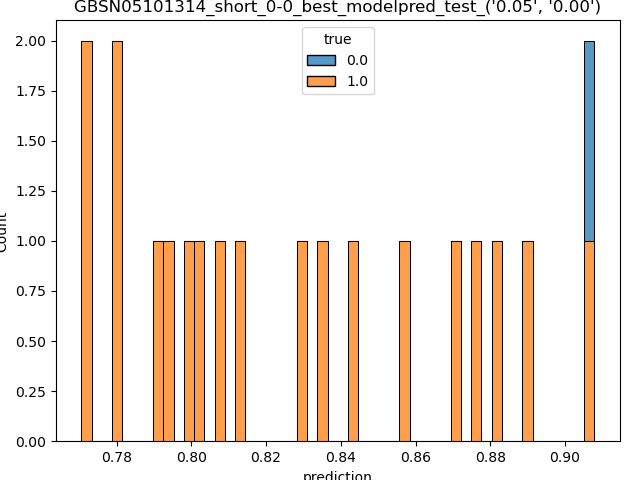 GBSN05101314_short_0-0_best_modelpred_test_('0.05', '0.00')
2.00
1.75
1.50
1.25
1.00
0.75
0.50
0.25
0.00
Count
true
0.0
1.0
0.78 0.80 0.82 0.84 0.86 0.88 0.90
prediction